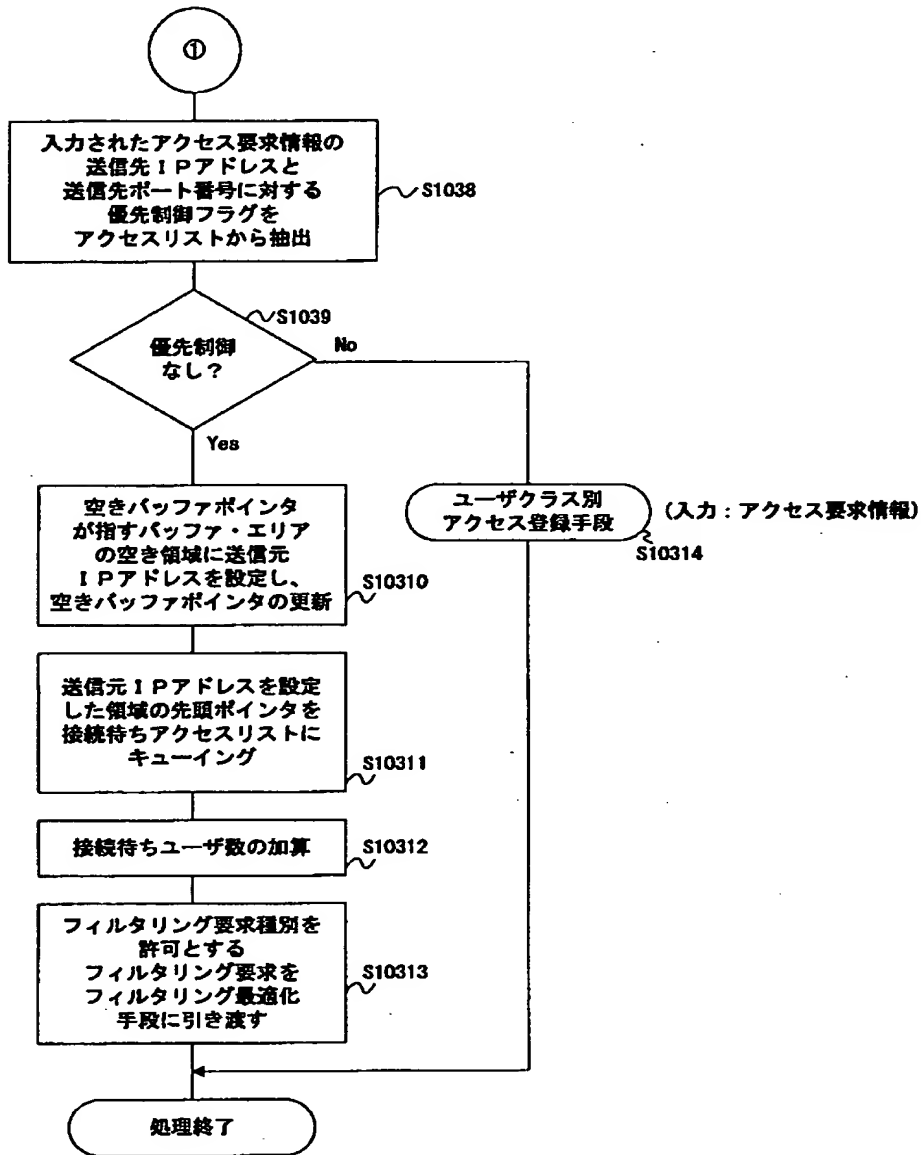 ①
入力されたアクセス要求情報の
送信先IPアドレスと
送信先ポート番号に対する
優先制御フラグを
アクセスリストから抽出
S1038
S1039
優先制御
なし?
No
Yes
空きバッファポインタ
が指すバッファ・エリア
の空き領域に送信元
IPアドレスを設定し、
空きバッファポインタの更新
S10310
ユーザクラス別
アクセス登録手段
(入力:アクセス要求情報)
S10314
送信元IPアドレスを設定
した領域の先頭ポインタを
接続待ちアクセスリストに
キューイング
S10311
接続待ちユーザ数の加算
S10312
フィルタリング要求種別を
許可とする
フィルタリング要求を
フィルタリング最適化
手段に引き渡す
S10313
処理終了